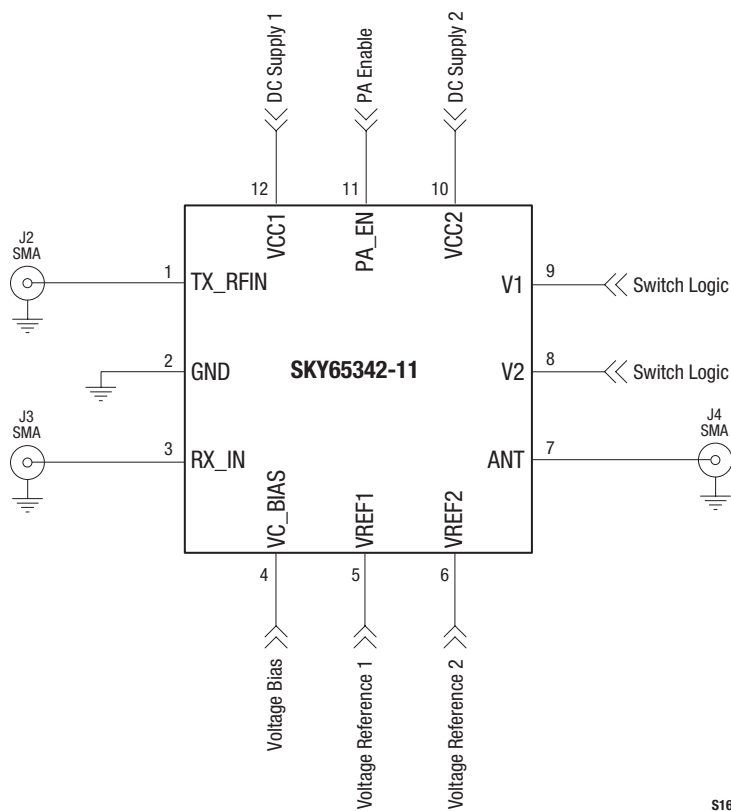 DC Supply 1
PA Enable
DC Supply 2
12
11
10
VCC1
PA_EN
VCC2
J2
SMA
1
TX_RFIN
V1
9
Switch Logic
2
GND
SKY65342-11
V2
8
Switch Logic
J3
SMA
3
RX_IN
ANT
7
J4
SMA
VC_BIAS
VREF1
VREF2
4
5
6
Voltage Bias
Voltage Reference 1
Voltage Reference 2
S16